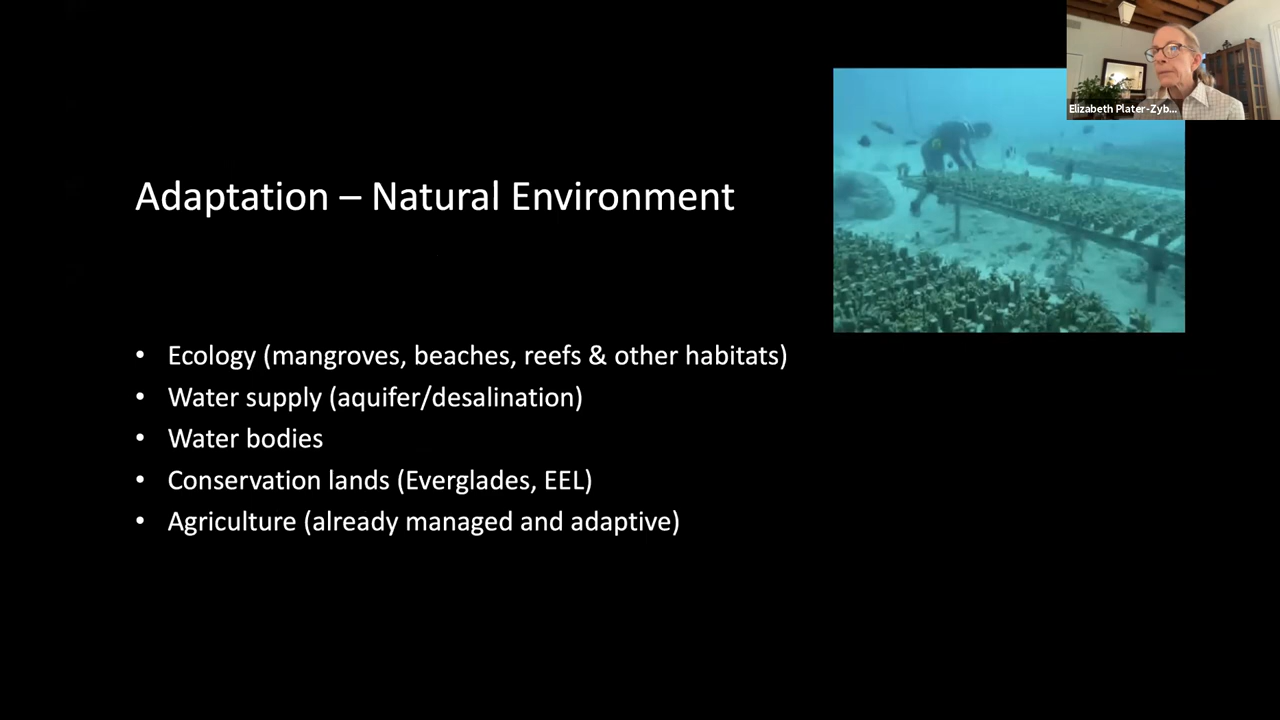 Elizabeth Plater-Zyb...
Adaptation – Natural Environment
• Ecology (mangroves, beaches, reefs & other habitats)
• Water supply (aquifer/desalination)
• Water bodies
• Conservation lands (Everglades, EEL)
• Agriculture (already managed and adaptive)